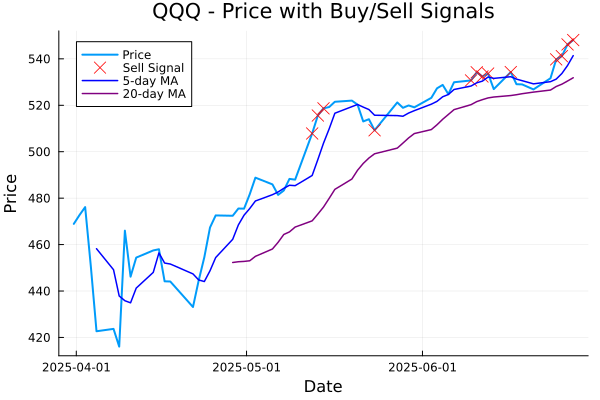 QQQ - Price with Buy/Sell Signals
Price
Sell Signal
5-day MA
20-day MA
540
520
500
480
460
440
420
Price
2025-04-01
2025-05-01
2025-06-01
Date